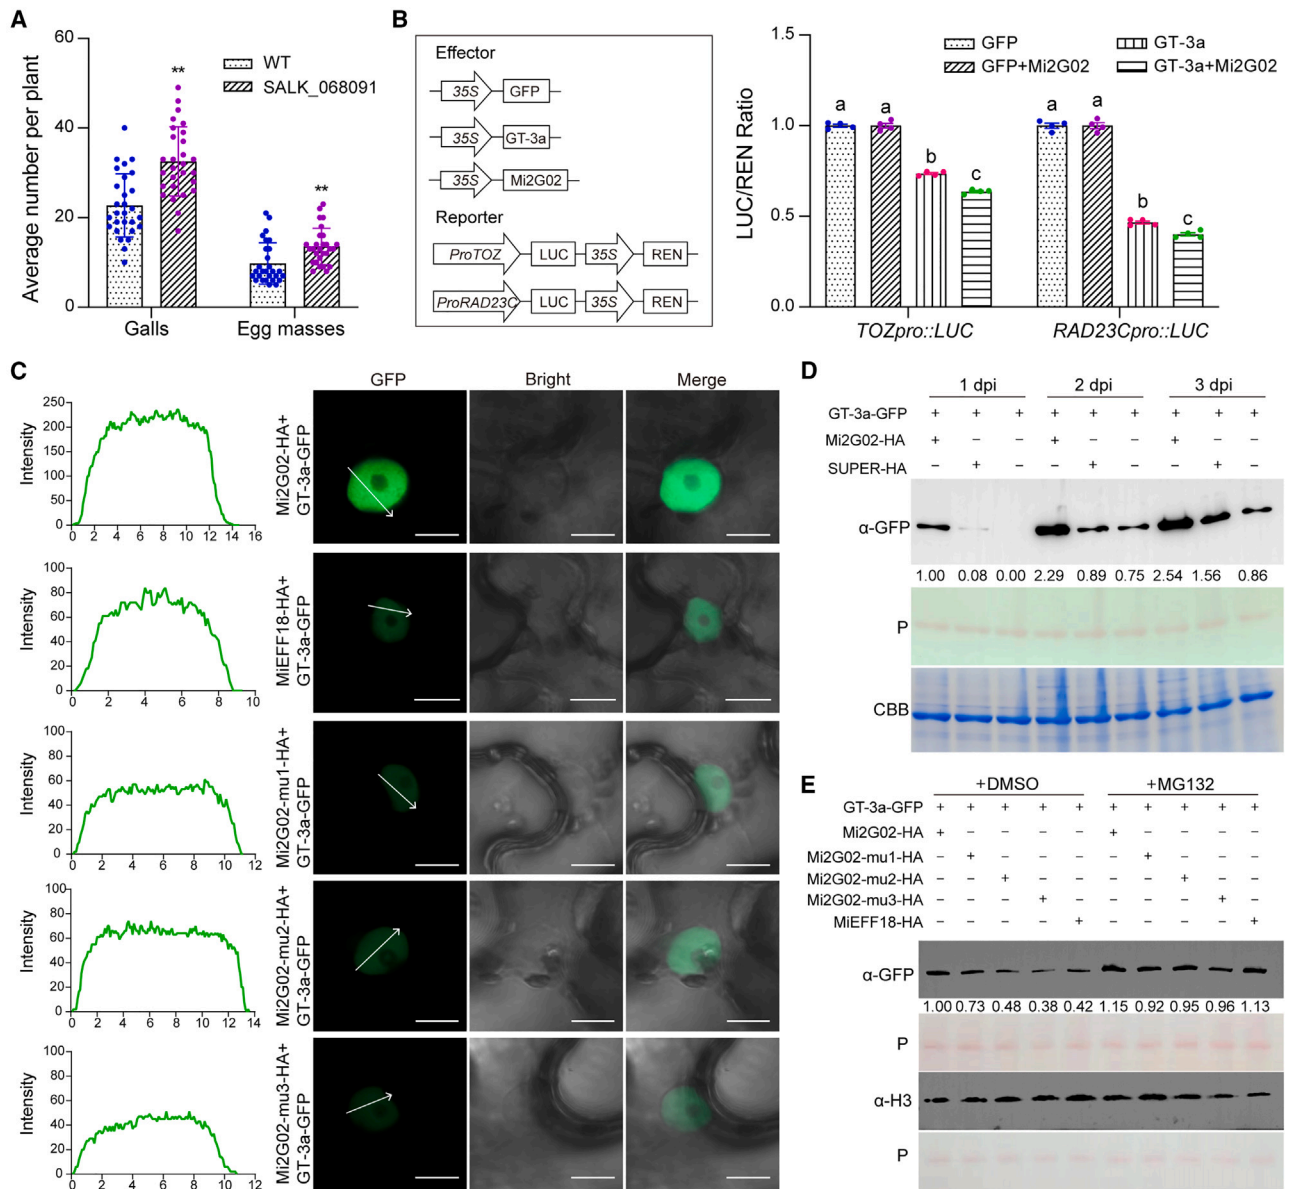 A
Average number per plant
60
40
20
0
WT
SALK_068091
**
**
Galls
Egg masses
B
Effector
35S
GFP
35S
GT-3a
35S
Mi2G02
Reporter
ProTOZ
LUC
35S
REN
ProRAD23C
LUC
35S
REN
LUC/REN Ratio
1.5
1.0
0.5
0.0
GFP
GT-3a
GFP+Mi2G02
GT-3a+Mi2G02
a
a
b
c
a
a
b
c
TOZpro::LUC
RAD23Cpro::LUC
C
GFP
Bright
Merge
Intensity
250
200
150
100
50
0
0 2 4 6 8 10 12 14 16
Mi2G02-HA+
GT-3a-GFP
Intensity
100
80
60
40
20
0
0 2 4 6 8 10
MiEFF18-HA+
GT-3a-GFP
Intensity
100
80
60
40
20
0
0 2 4 6 8 10 12
Mi2G02-mu1-HA+
GT-3a-GFP
Intensity
100
80
60
40
20
0
0 2 4 6 8 10 12 14
Mi2G02-mu2-HA+
GT-3a-GFP
Intensity
100
80
60
40
20
0
0 2 4 6 8 10 12
Mi2G02-mu3-HA+
GT-3a-GFP
D
1 dpi
2 dpi
3 dpi
GT-3a-GFP + + + + + + + + +
Mi2G02-HA + − − + − − + − −
SUPER-HA − + − − + − − + −
α-GFP
1.00 0.08 0.00 2.29 0.89 0.75 2.54 1.56 0.86
P
CBB
E
+DMSO
+MG132
GT-3a-GFP + + + + + + + + + +
Mi2G02-HA + − − − − + − − − −
Mi2G02-mu1-HA − + − − − − + − − −
Mi2G02-mu2-HA − − + − − − − + − −
Mi2G02-mu3-HA − − − + − − − − + −
MiEFF18-HA − − − − + − − − − +
α-GFP
1.00 0.73 0.48 0.38 0.42 1.15 0.92 0.95 0.96 1.13
P
α-H3
P